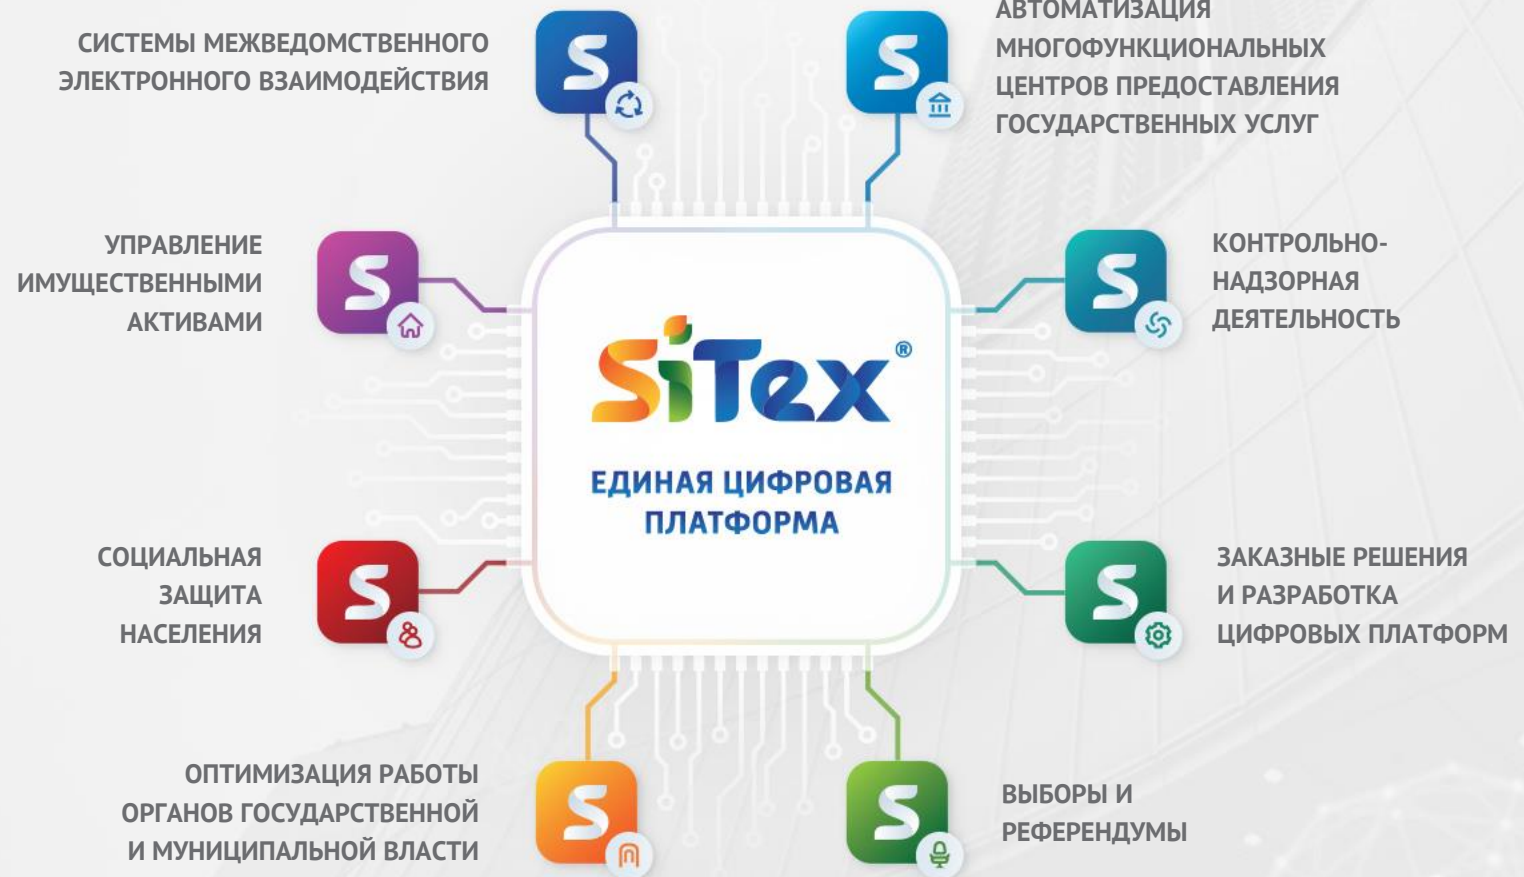 СИСТЕМЫ МЕЖВЕДОМСТВЕННОГО
ЭЛЕКТРОННОГО ВЗАИМОДЕЙСТВИЯ
АВТОМАТИЗАЦИЯ
МНОГОФУНКЦИОНАЛЬНЫХ
ЦЕНТРОВ ПРЕДОСТАВЛЕНИЯ
ГОСУДАРСТВЕННЫХ УСЛУГ
УПРАВЛЕНИЕ
ИМУЩЕСТВЕННЫМИ
АКТИВАМИ
КОНТРОЛЬНО-
НАДЗОРНАЯ
ДЕЯТЕЛЬНОСТЬ
SiTex®
ЕДИНАЯ ЦИФРОВАЯ
ПЛАТФОРМА
СОЦИАЛЬНАЯ
ЗАЩИТА
НАСЕЛЕНИЯ
ЗАКАЗНЫЕ РЕШЕНИЯ
И РАЗРАБОТКА
ЦИФРОВЫХ ПЛАТФОРМ
ОПТИМИЗАЦИЯ РАБОТЫ
ОРГАНОВ ГОСУДАРСТВЕННОЙ
И МУНИЦИПАЛЬНОЙ ВЛАСТИ
ВЫБОРЫ И
РЕФЕРЕНДУМЫ
S
S
S
S
S
S
S
S